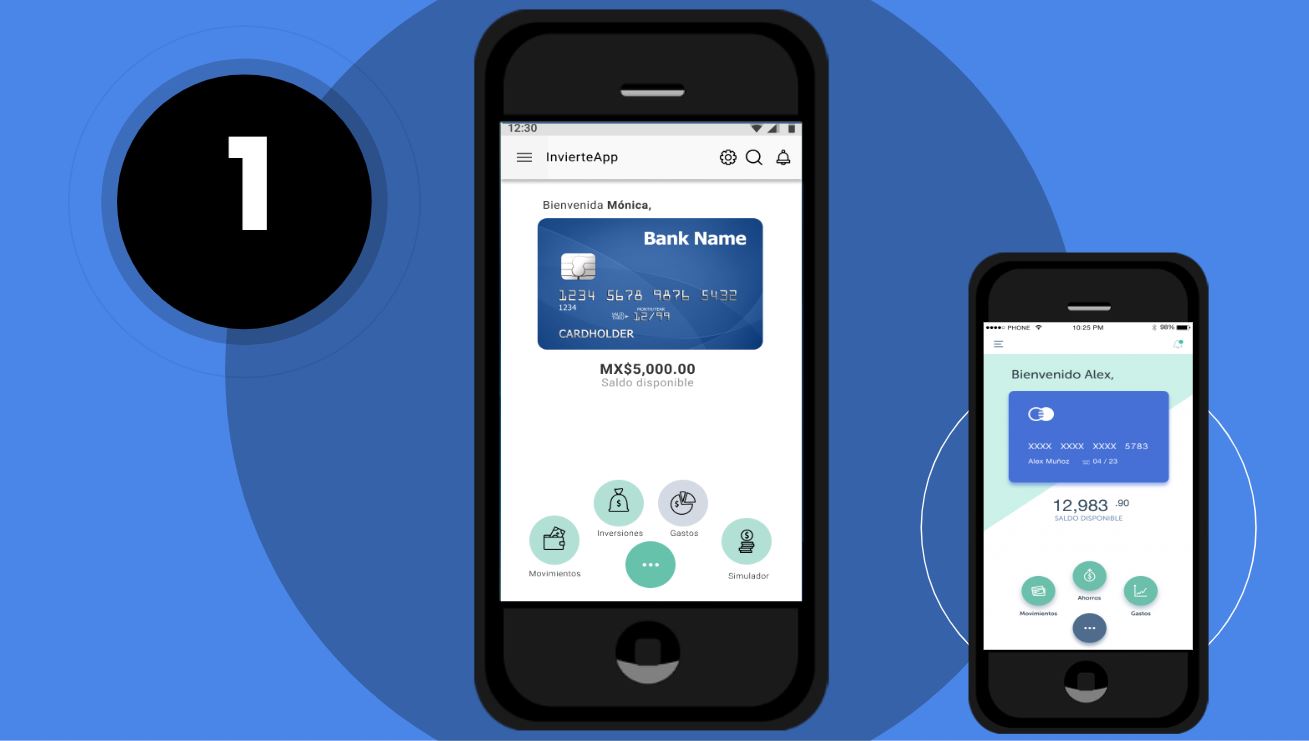 1
12:30
InvierteApp
Bienvenida Mónica,
Bank Name
1234 5678 9876 5432
1234
MONTH/YEAR
12/99
CARDHOLDER
MX$5,000.00
Saldo disponible
Inversiones
Gastos
Movimientos
Simulador
PHONE
10:25 PM
98%
Bienvenido Alex,
XXXX XXXX XXXX 5783
Alex Muñoz
04 / 23
12,983 .90
SALDO DISPONIBLE
Ahorros
Movimientos
Gastos